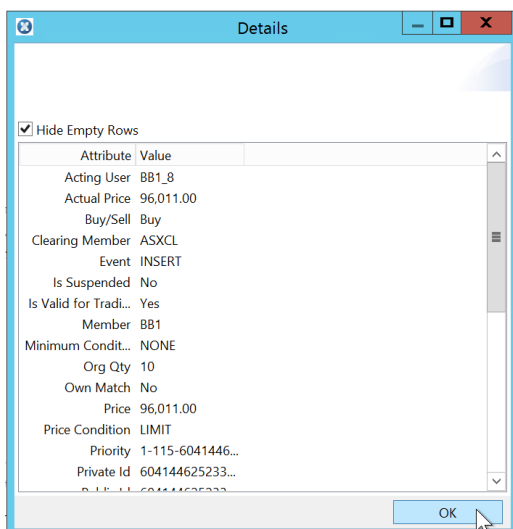 Details
Hide Empty Rows
Attribute Value
Acting User BB1_8
Actual Price 96,011.00
Buy/Sell Buy
Clearing Member ASXCL
Event INSERT
Is Suspended No
Is Valid for Tradi... Yes
Member BB1
Minimum Condit... NONE
Org Qty 10
Own Match No
Price 96,011.00
Price Condition LIMIT
Priority 1-115-6041446...
Private Id 604144625233...
OK